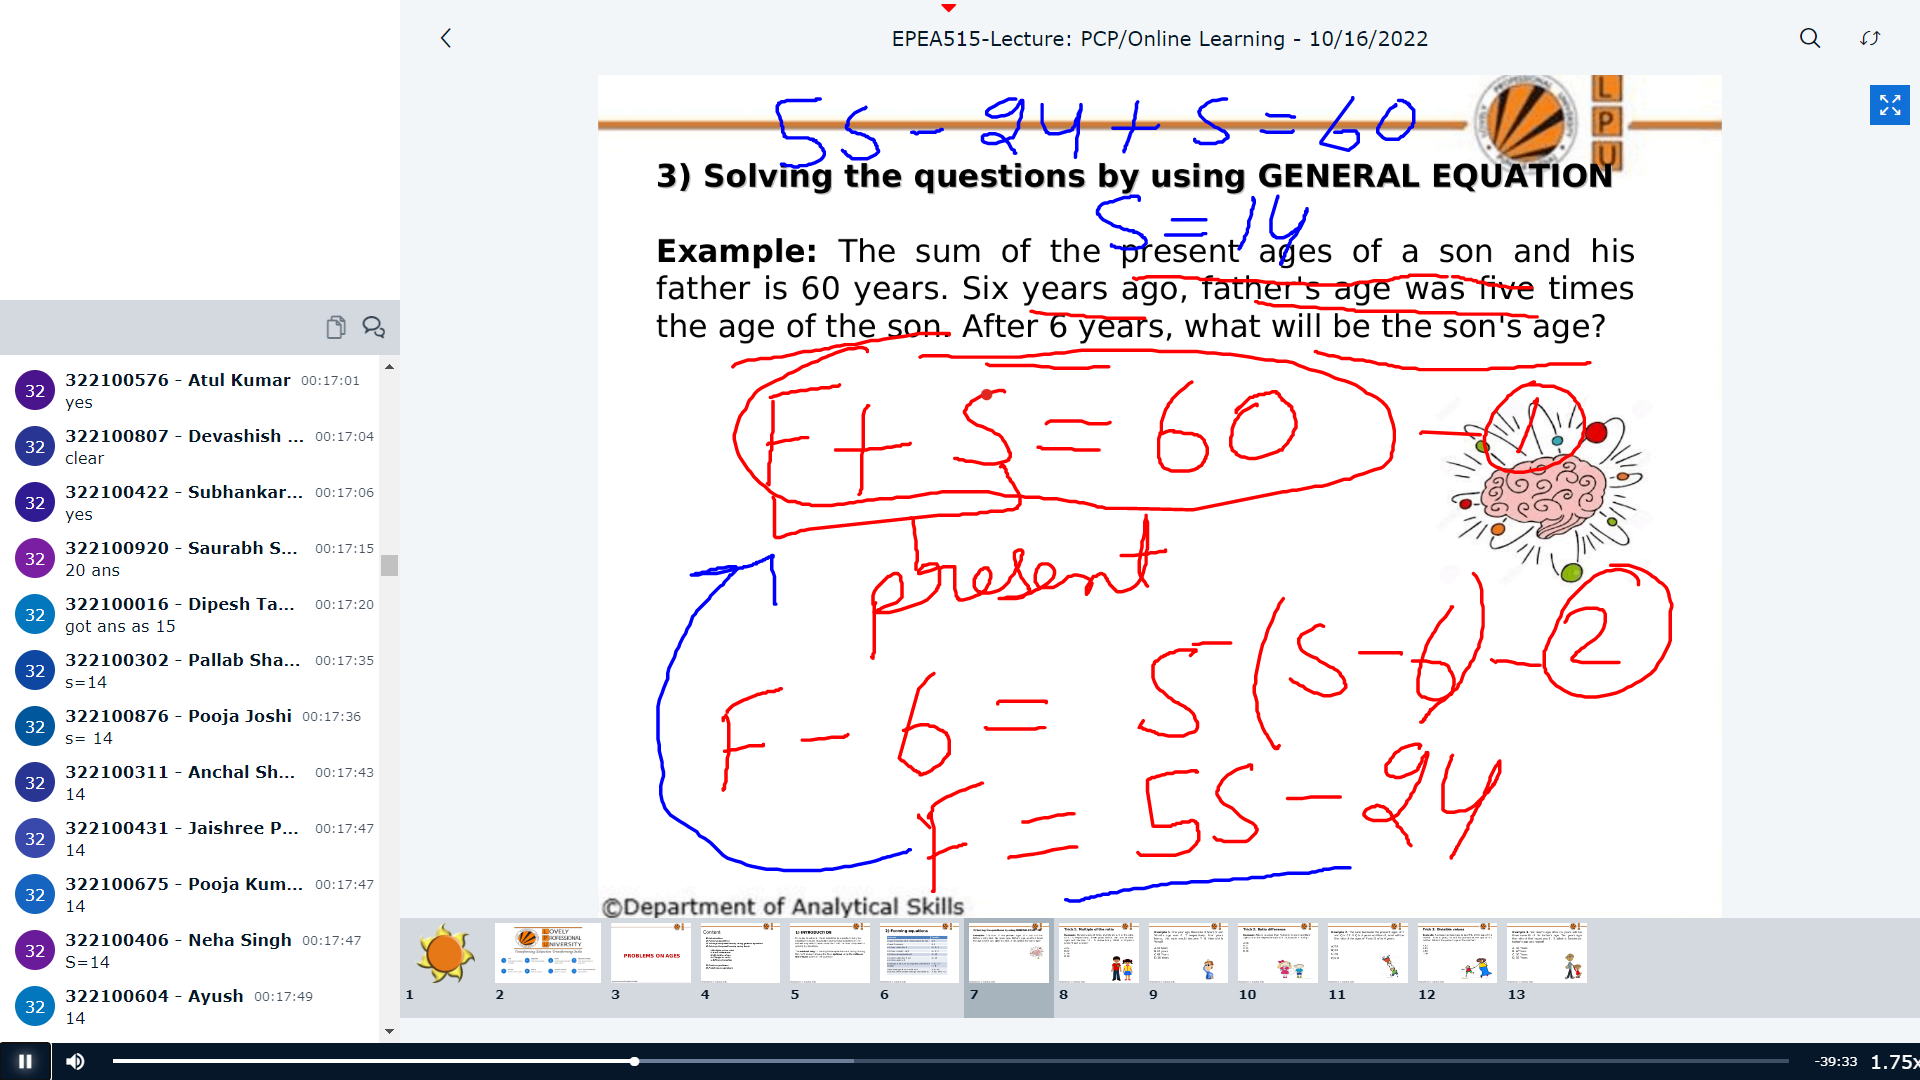 EPEA515-Lecture: PCP/Online Learning - 10/16/2022
5S - 24 + S = 60
L
P
U
3) Solving the questions by using GENERAL EQUATION
S = 14
Example: The sum of the present ages of a son and his
father is 60 years. Six years ago, father's age was five times
the age of the son. After 6 years, what will be the son's age?
F + S = 60 - 1
present
F - 6 = 5(S - 6) - 2
F = 5S - 24
©Department of Analytical Skills
32 322100576 - Atul Kumar 00:17:01
yes
32 322100807 - Devashish ... 00:17:04
clear
32 322100422 - Subhankar... 00:17:06
yes
32 322100920 - Saurabh S... 00:17:15
20 ans
32 322100016 - Dipesh Ta... 00:17:20
got ans as 15
32 322100302 - Pallab Sha... 00:17:35
s=14
32 322100876 - Pooja Joshi 00:17:36
s= 14
32 322100311 - Anchal Sh... 00:17:43
14
32 322100431 - Jaishree P... 00:17:47
14
32 322100675 - Pooja Kum... 00:17:47
14
32 322100406 - Neha Singh 00:17:47
S=14
32 322100604 - Ayush 00:17:49
14
LOVELY PROFESSIONAL UNIVERSITY
PROBLEMS ON AGES
Content
1) INTRODUCTION
2) Forming equations
1 2 3 4 5 6 7 8 9 10 11 12 13
-39:33 1.75x